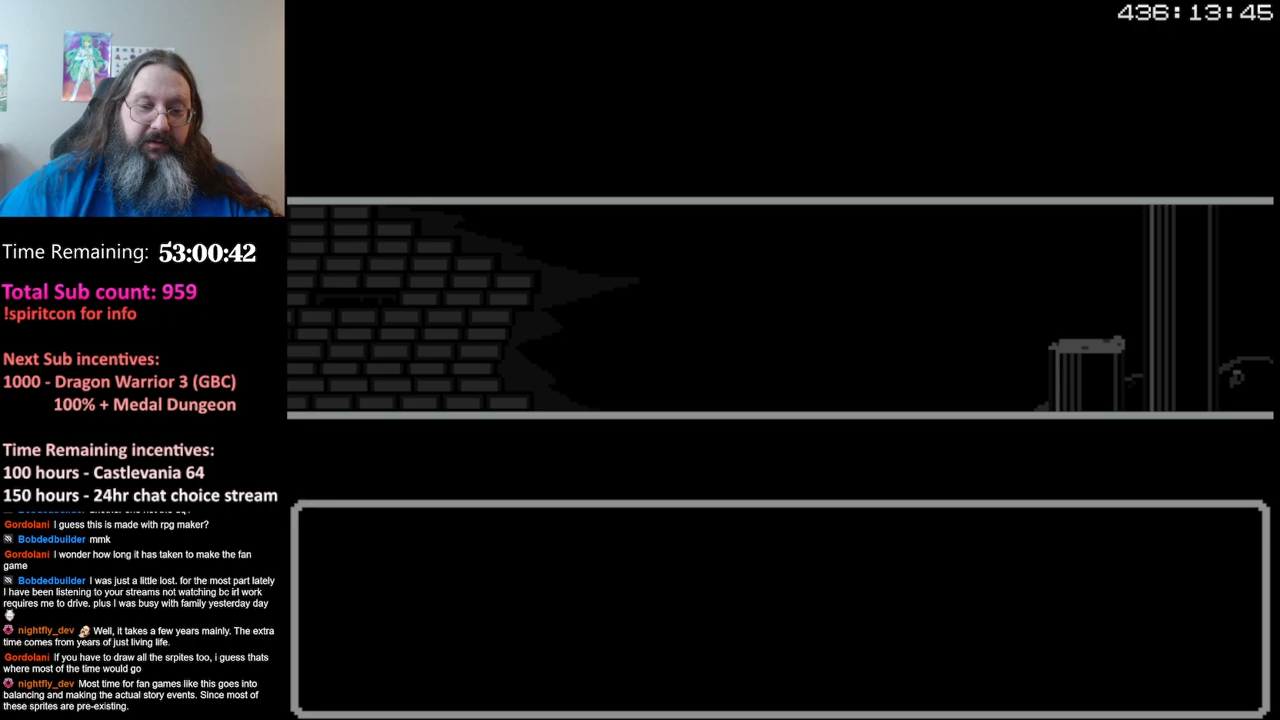 436:13:45
Time Remaining: 53:00:42
Total Sub count: 959
!spiritcon for info
Next Sub incentives:
1000 - Dragon Warrior 3 (GBC)
100% + Medal Dungeon
Time Remaining incentives:
100 hours - Castlevania 64
150 hours - 24hr chat choice stream
Gordolani I guess this is made with rpg maker?
Bobdedbuilder mmk
Gordolani I wonder how long it has taken to make the fan
game
Bobdedbuilder I was just a little lost. for the most part lately
I have been listening to your streams not watching bc irl work
requires me to drive. plus I was busy with family yesterday day
nightfly_dev Well, it takes a few years mainly. The extra
time comes from years of just living life.
Gordolani If you have to draw all the srpites too, i guess thats
where most of the time would go
nightfly_dev Most time for fan games like this goes into
balancing and making the actual story events. Since most of
these sprites are pre-existing.